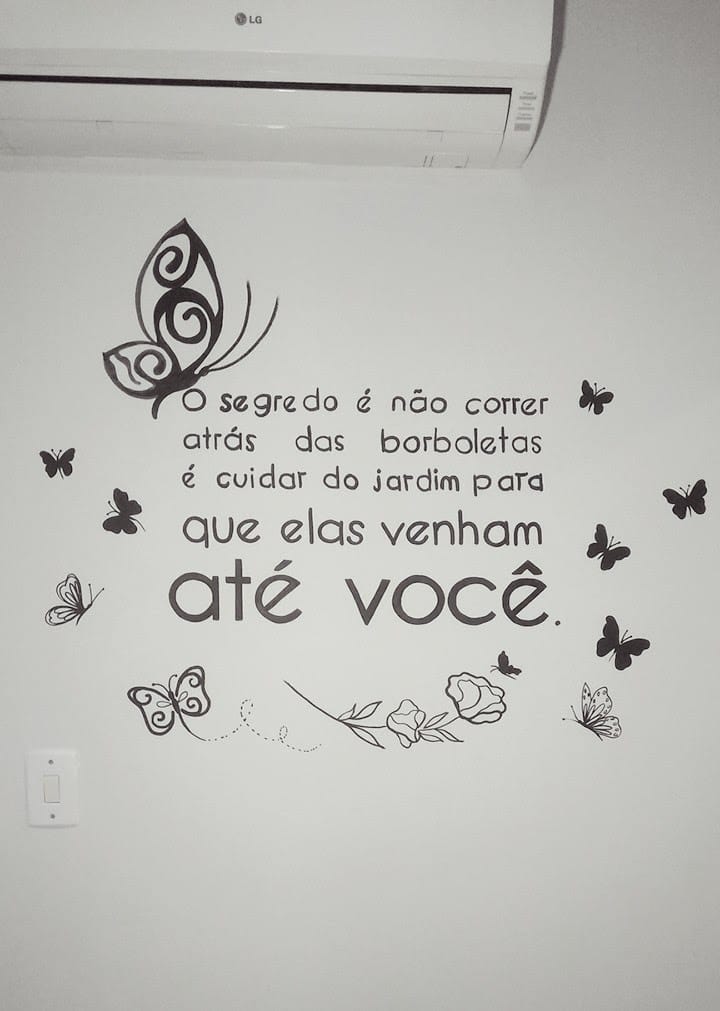 LG
O segredo é não correr
atrás das borboletas
é cuidar do jardim para
que elas venham
até você.